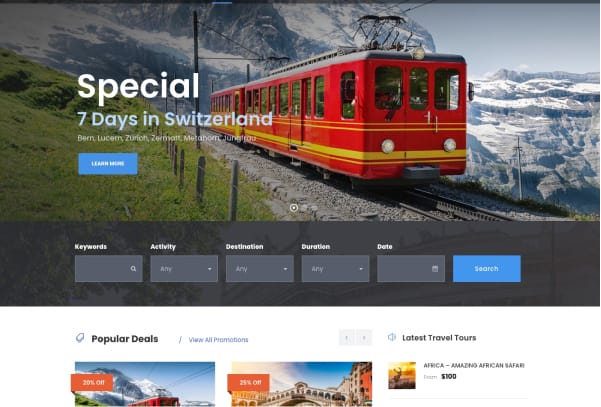 Special
7 Days in Switzerland
Bern, Lucern, Zurich, Zermatt, Metahorn, Jungfrau
LEARN MORE
Keywords
Activity
Destination
Duration
Date
Any
Any
Any
Search
Popular Deals
/ View All Promotions
Latest Travel Tours
AFRICA – AMAZING AFRICAN SAFARI
From $100
20% Off
25% Off